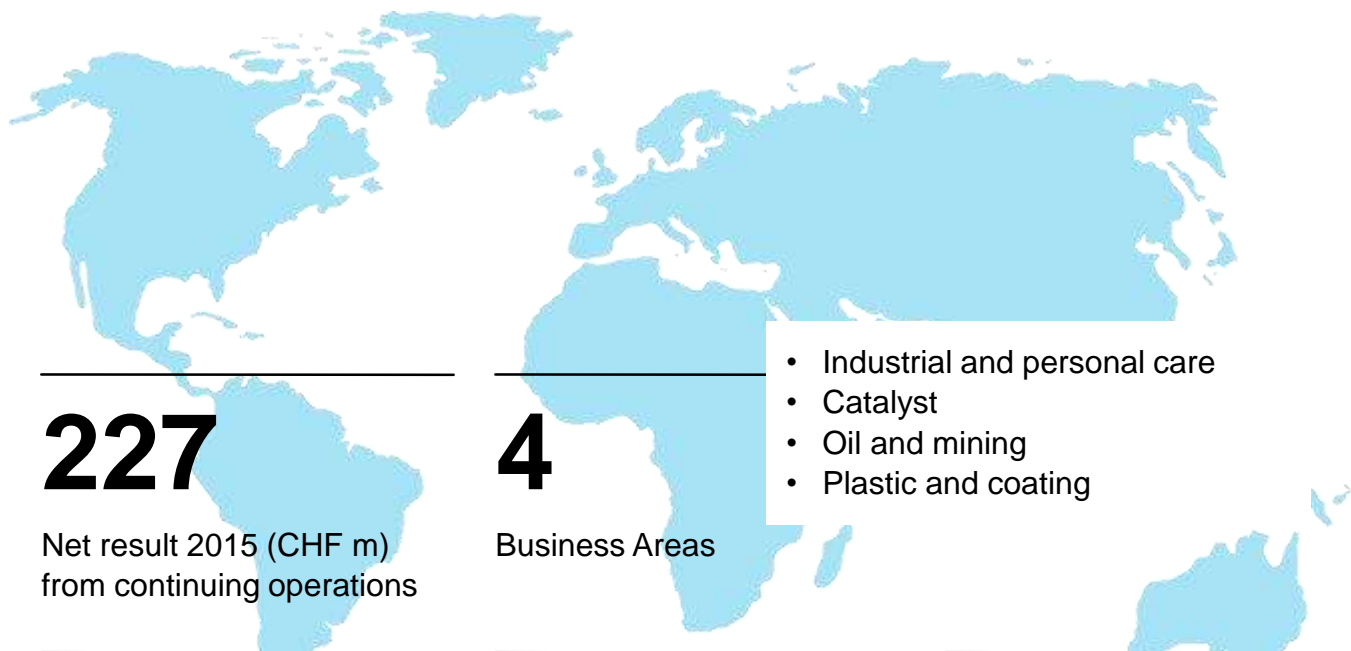 227
Net result 2015 (CHF m)
from continuing operations
4
Business Areas
• Industrial and personal care
• Catalyst
• Oil and mining
• Plastic and coating